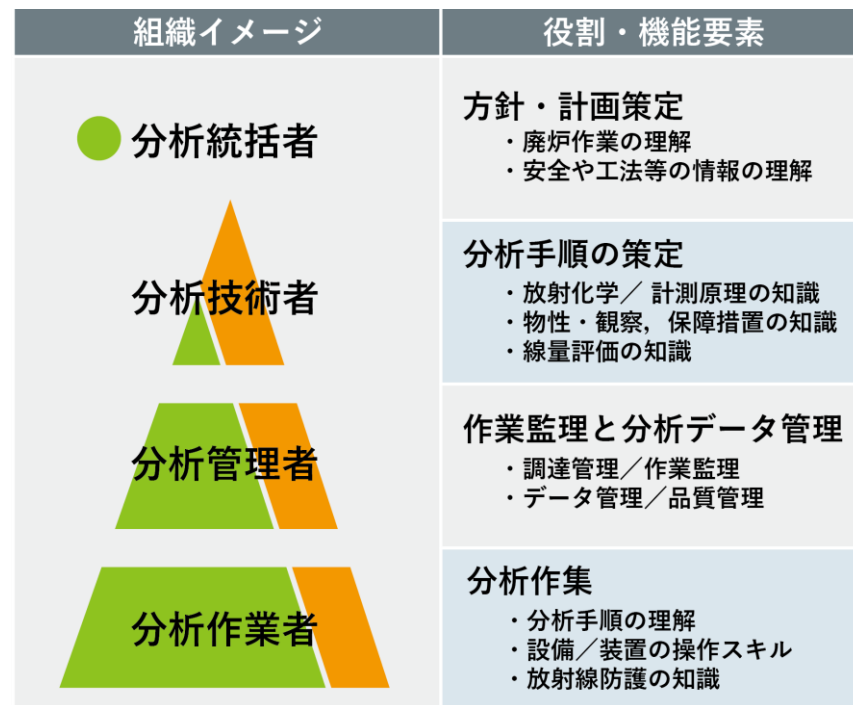 組織イメージ
役割・機能要素
分析統括者
方針・計画策定
・廃炉作業の理解
・安全や工法等の情報の理解
分析技術者
分析手順の策定
・放射化学／計測原理の知識
・物性・観察，保障措置の知識
・線量評価の知識
分析管理者
作業監理と分析データ管理
・調達管理／作業監理
・データ管理／品質管理
分析作業者
分析作集
・分析手順の理解
・設備／装置の操作スキル
・放射線防護の知識